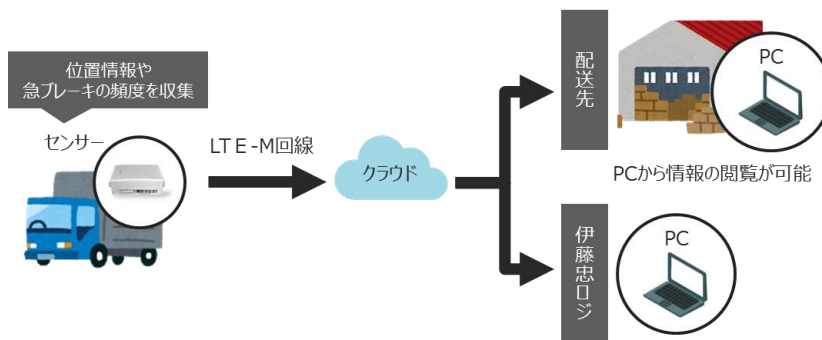 位置情報や
急ブレーキの頻度を収集
センサー
LTE-M回線
クラウド
配送先
PC
PCから情報の閲覧が可能
伊藤忠ロジ
PC